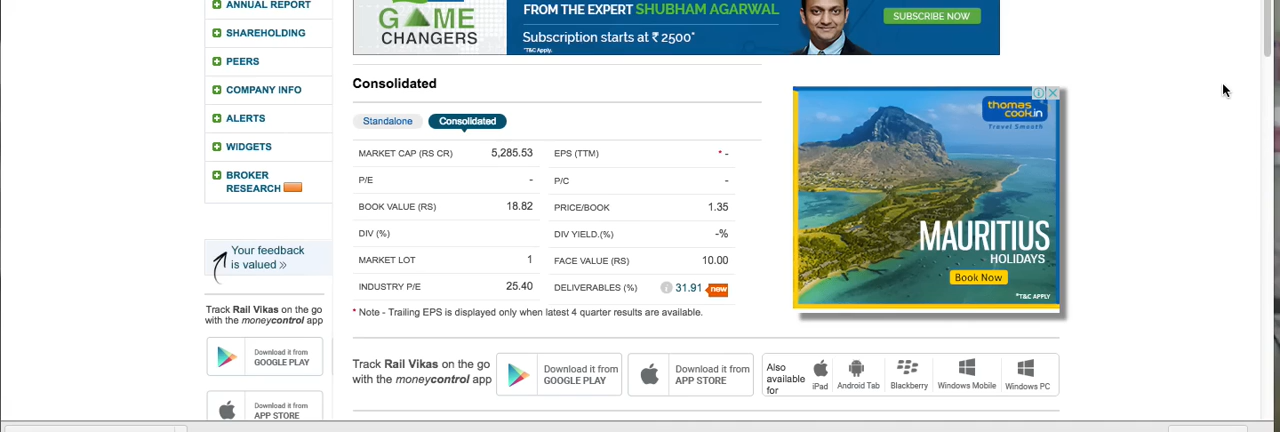 ANNUAL REPORT
SHAREHOLDING
PEERS
COMPANY INFO
ALERTS
WIDGETS
BROKER
RESEARCH
Your feedback
is valued »
Track Rail Vikas on the go
with the moneycontrol app
Download it from
GOOGLE PLAY
Download it from
APP STORE
GAME
CHANGERS
FROM THE EXPERT SHUBHAM AGARWAL
Subscription starts at ₹ 2500*
*T&C Apply.
SUBSCRIBE NOW
Consolidated
Standalone Consolidated
MARKET CAP (RS CR) 5,285.53 EPS (TTM) * -
P/E - P/C -
BOOK VALUE (RS) 18.82 PRICE/BOOK 1.35
DIV (%) DIV YIELD.(%) -%
MARKET LOT 1 FACE VALUE (RS) 10.00
INDUSTRY P/E 25.40 DELIVERABLES (%) 31.91 new
* Note - Trailing EPS is displayed only when latest 4 quarter results are available.
thomas
cook.in
Travel Smooth
MAURITIUS
HOLIDAYS
Book Now
*T&C APPLY
Track Rail Vikas on the go
with the moneycontrol app
Download it from
GOOGLE PLAY
Download it from
APP STORE
Also
available
for
iPad Android Tab Blackberry Windows Mobile Windows PC